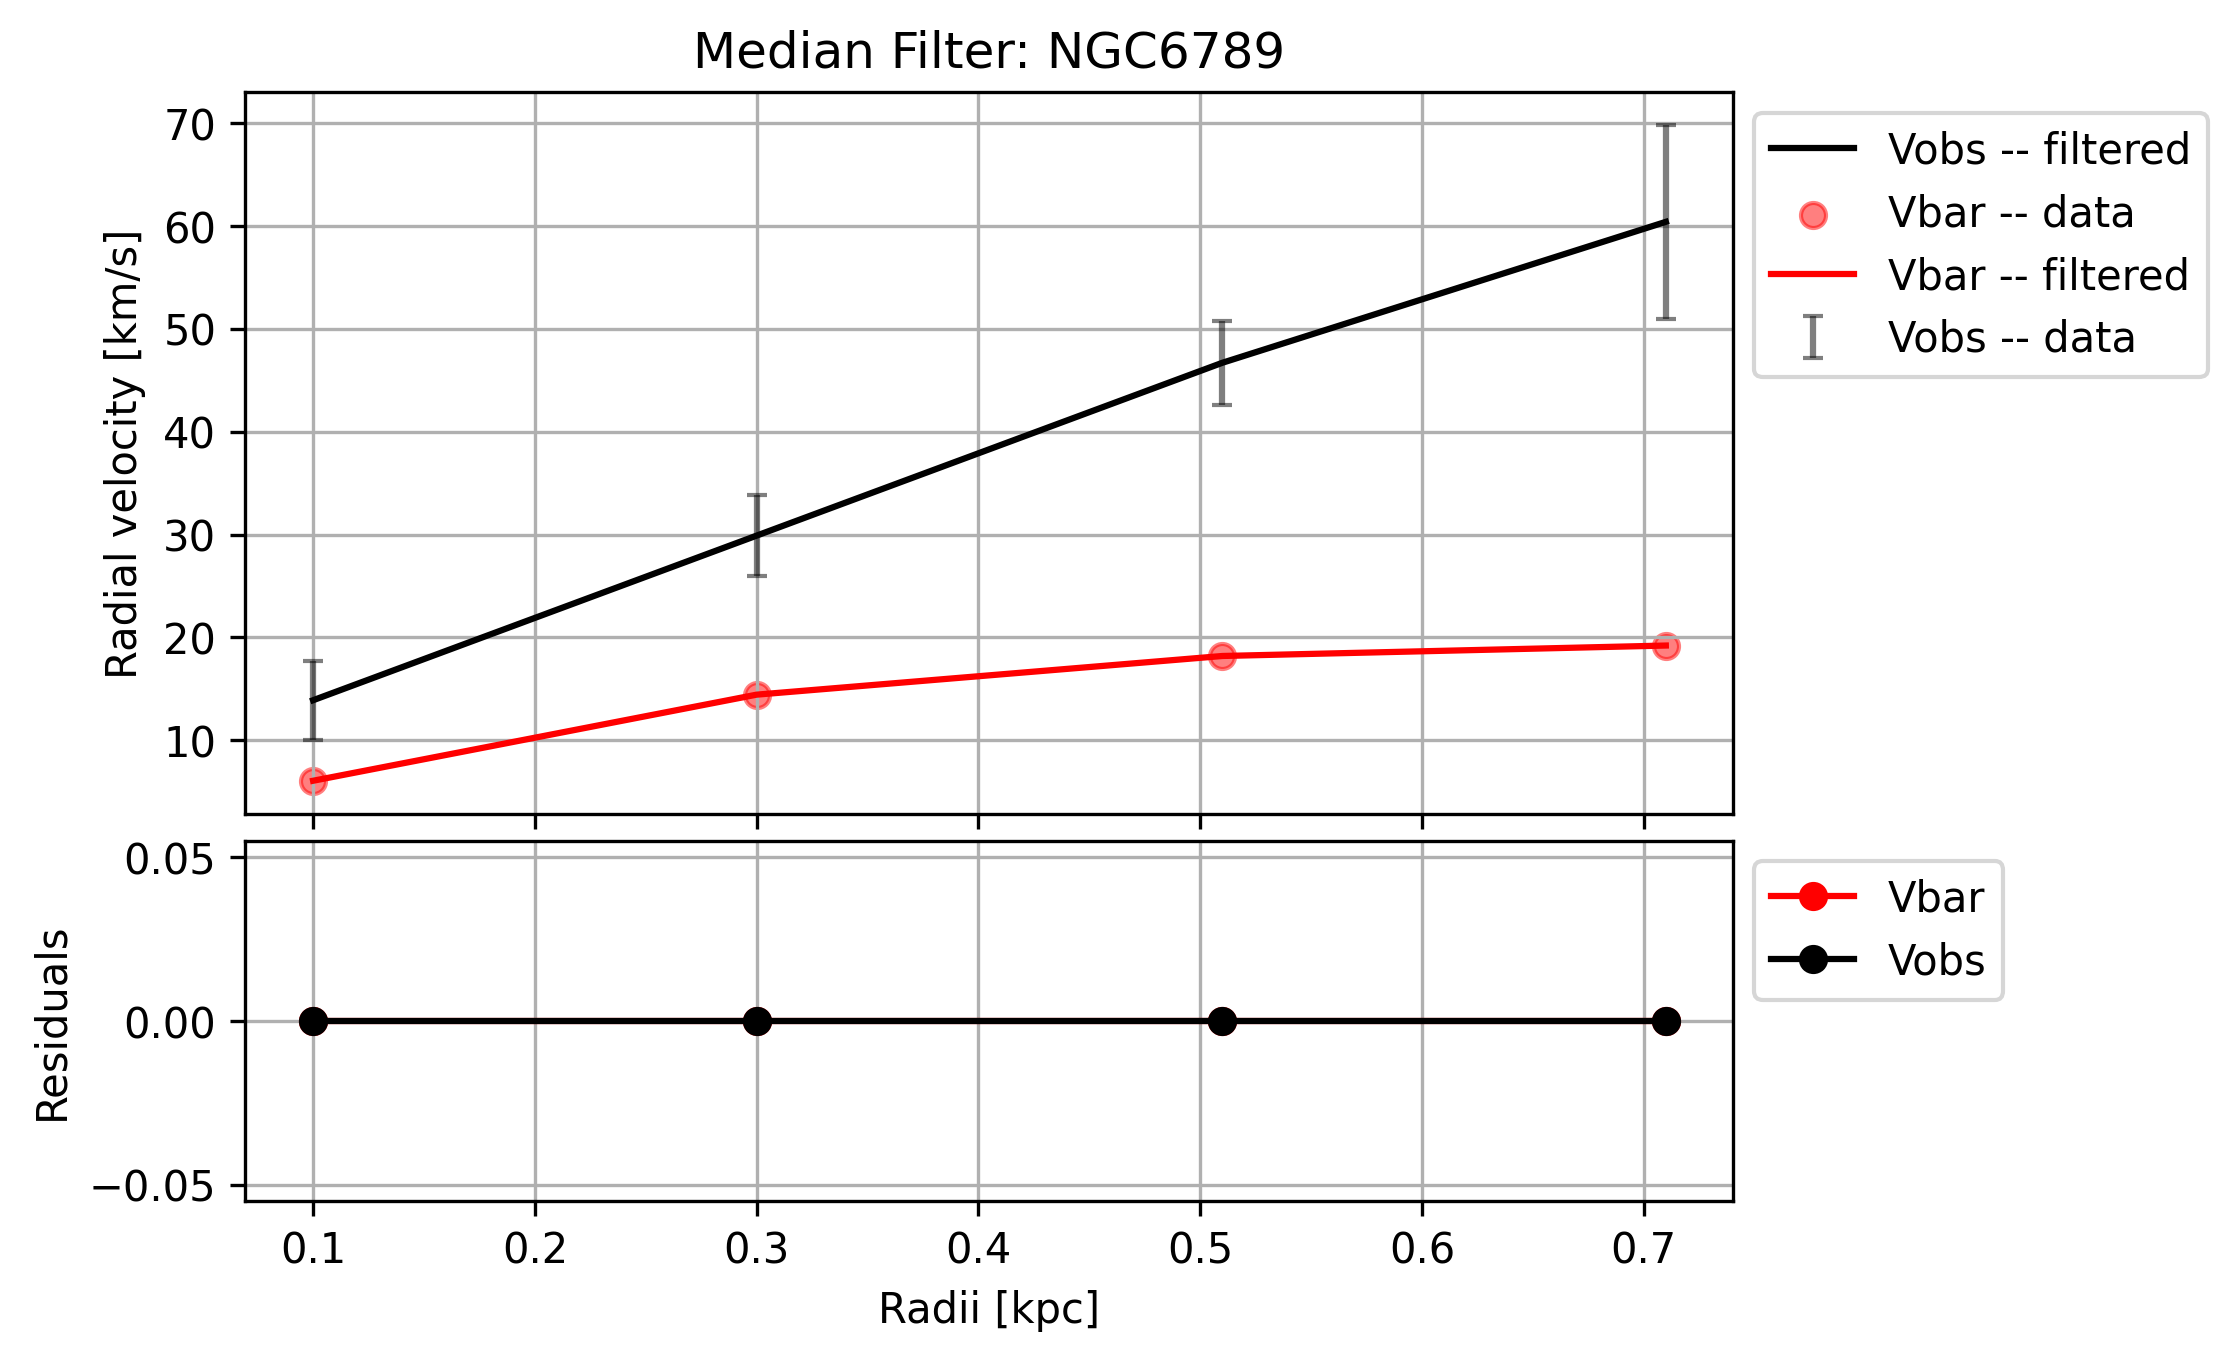 Median Filter: NGC6789
Radial velocity [km/s]
70
60
50
40
30
20
10
Vobs -- filtered
Vbar -- data
Vbar -- filtered
Vobs -- data
Residuals
0.05
0.00
−0.05
Vbar
Vobs
0.1 0.2 0.3 0.4 0.5 0.6 0.7
Radii [kpc]